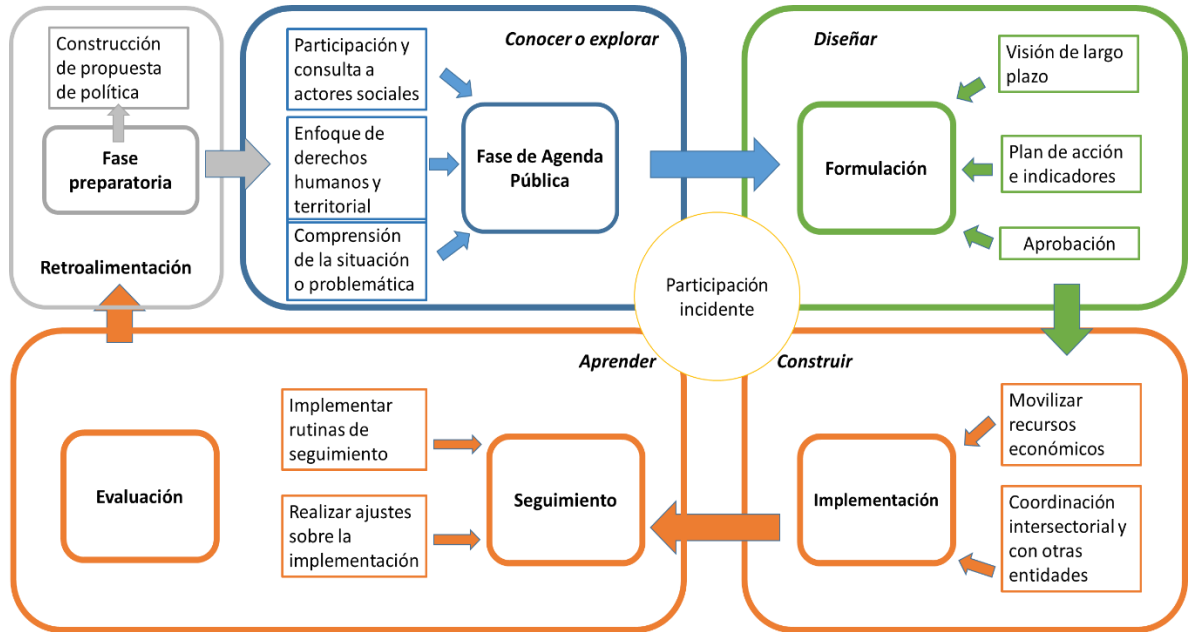 Construcción
de propuesta
de política
Fase
preparatoria
Retroalimentación
Conocer o explorar
Participación y
consulta a
actores sociales
Enfoque de
derechos
humanos y
territorial
Comprensión
de la situación
o problemática
Fase de Agenda
Pública
Diseñar
Visión de largo
plazo
Formulación
Plan de acción
e indicadores
Aprobación
Participación
incidente
Aprender
Implementar
rutinas de
seguimiento
Evaluación
Seguimiento
Realizar ajustes
sobre la
implementación
Construir
Movilizar
recursos
económicos
Implementación
Coordinación
intersectorial y
con otras
entidades